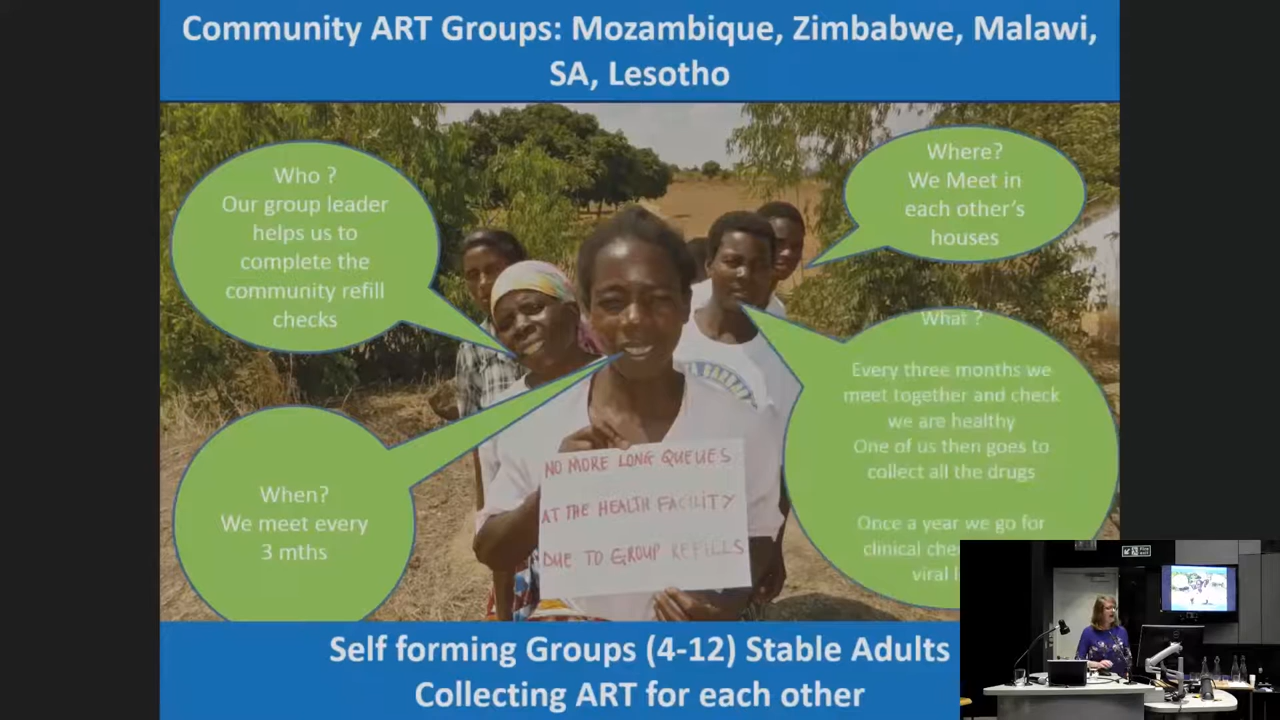 Community ART Groups: Mozambique, Zimbabwe, Malawi,
SA, Lesotho
Who ?
Our group leader
helps us to
complete the
community refill
checks
Where?
We Meet in
each other's
houses
When?
We meet every
3 mths
What ?
Every three months we
meet together and check
we are healthy
One of us then goes to
collect all the drugs
Once a year we go for
clinical
viral
NO MORE LONG QUEUES
AT THE HEALTH FACILITY
DUE TO GROUP REFILLS
Self forming Groups (4-12) Stable Adults
Collecting ART for each other